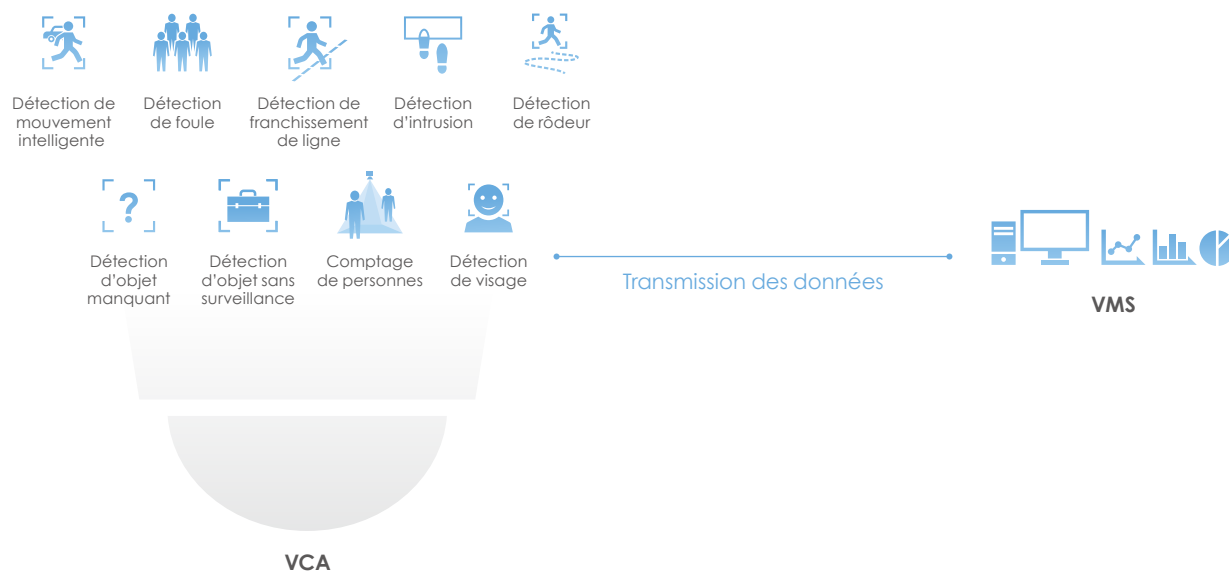 Détection de
mouvement
intelligente
Détection
de foule
Détection de
franchissement
de ligne
Détection
d’intrusion
Détection
de rôdeur
?
Détection
d’objet
manquant
Détection
d’objet sans
surveillance
Comptage
de personnes
Détection
de visage
Transmission des données
VMS
VCA